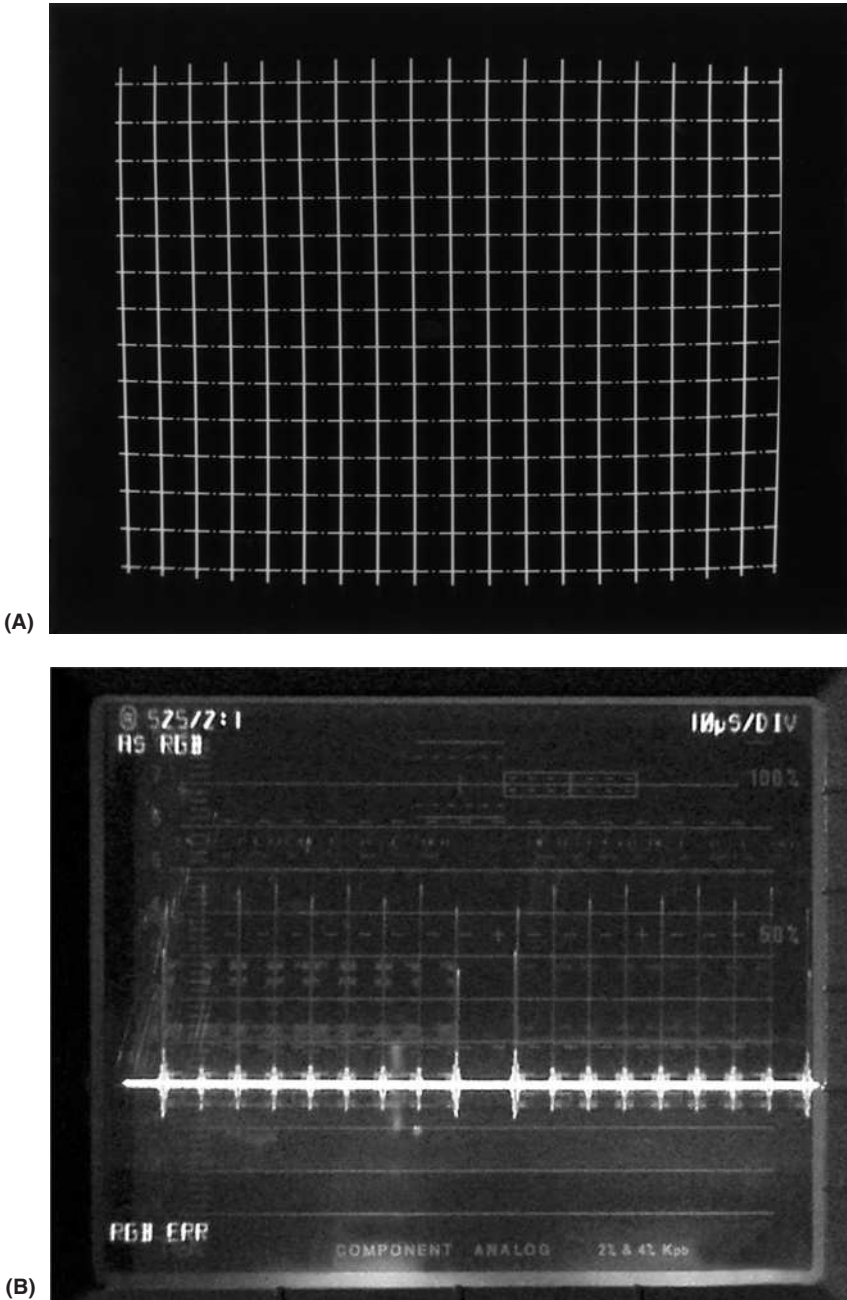 (A)
525/2:1
10µS/DIV
AS RGB
100%
50%
RGB ERR
COMPONENT ANALOG 2% & 4% Kpb
(B)